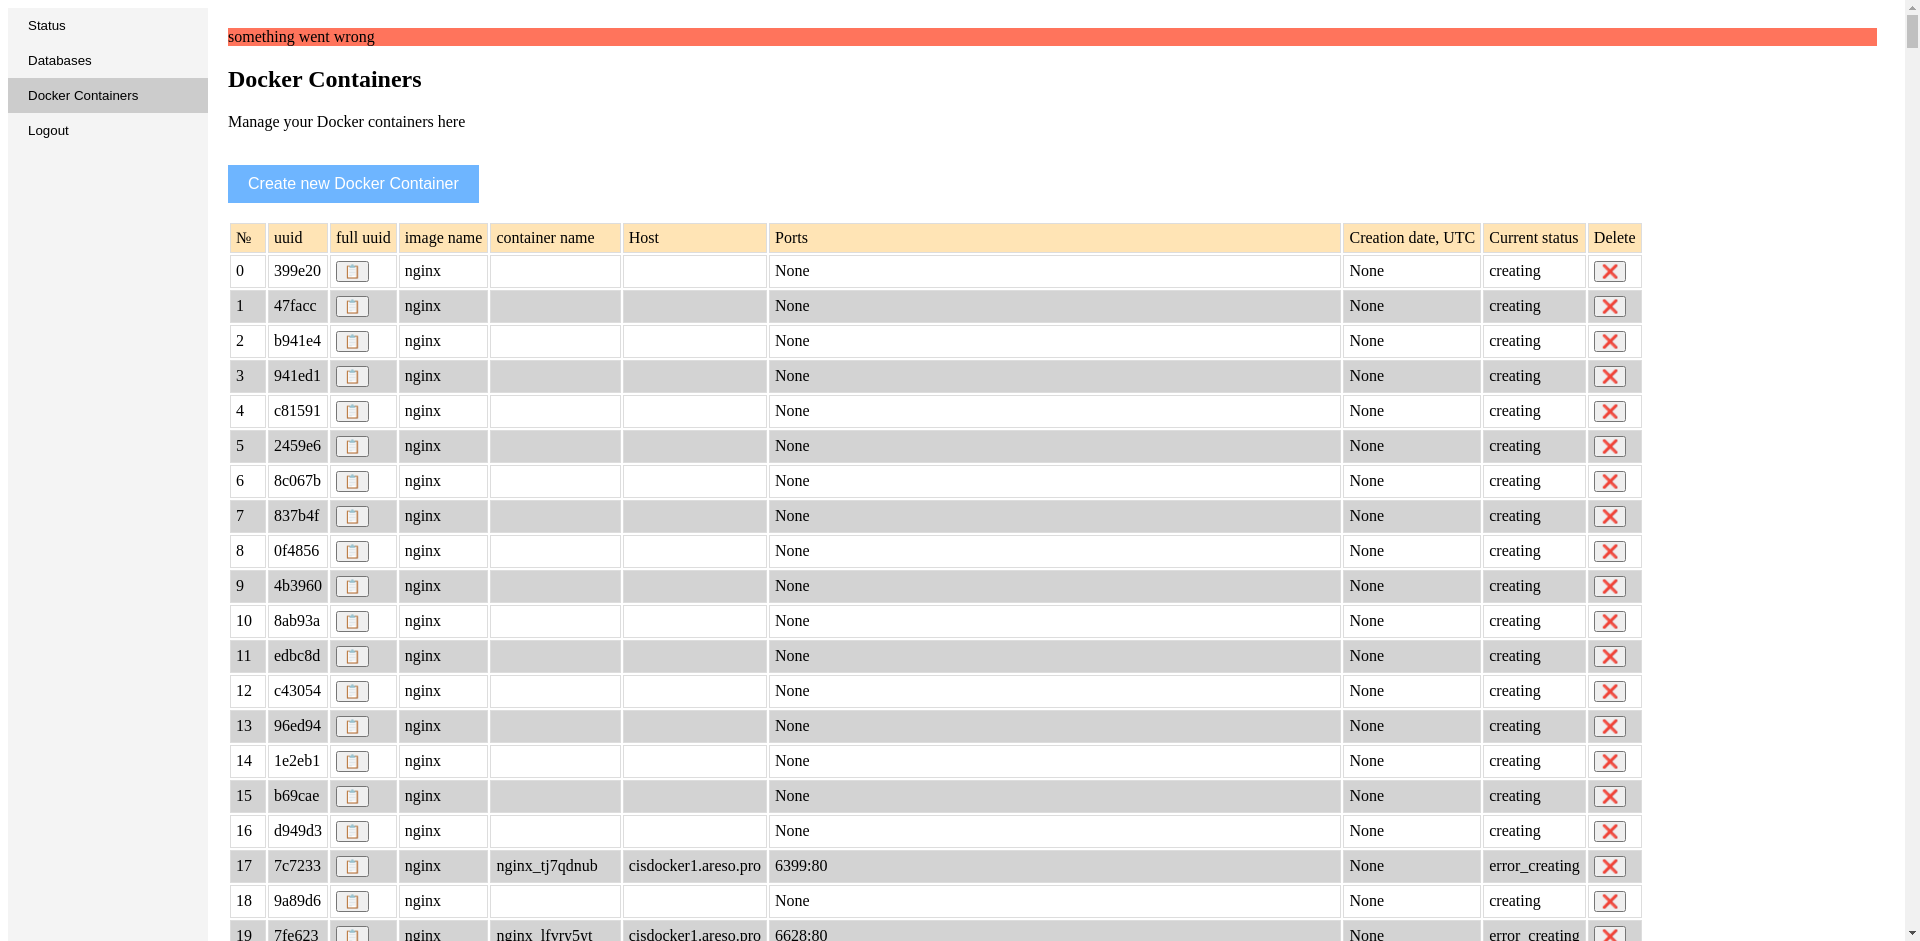 Status
Databases
Docker Containers
Logout
something went wrong
Docker Containers
Manage your Docker containers here
Create new Docker Container
№ uuid full uuid image name container name Host Ports Creation date, UTC Current status Delete
0 399e20 nginx None None creating
1 47facc nginx None None creating
2 b941e4 nginx None None creating
3 941ed1 nginx None None creating
4 c81591 nginx None None creating
5 2459e6 nginx None None creating
6 8c067b nginx None None creating
7 837b4f nginx None None creating
8 0f4856 nginx None None creating
9 4b3960 nginx None None creating
10 8ab93a nginx None None creating
11 edbc8d nginx None None creating
12 c43054 nginx None None creating
13 96ed94 nginx None None creating
14 1e2eb1 nginx None None creating
15 b69cae nginx None None creating
16 d949d3 nginx None None creating
17 7c7233 nginx nginx_tj7qdnub cisdocker1.areso.pro 6399:80 None error_creating
18 9a89d6 nginx None None creating
19 7fe623 nginx cisdocker1.areso.pro 6628:80 None error_creating